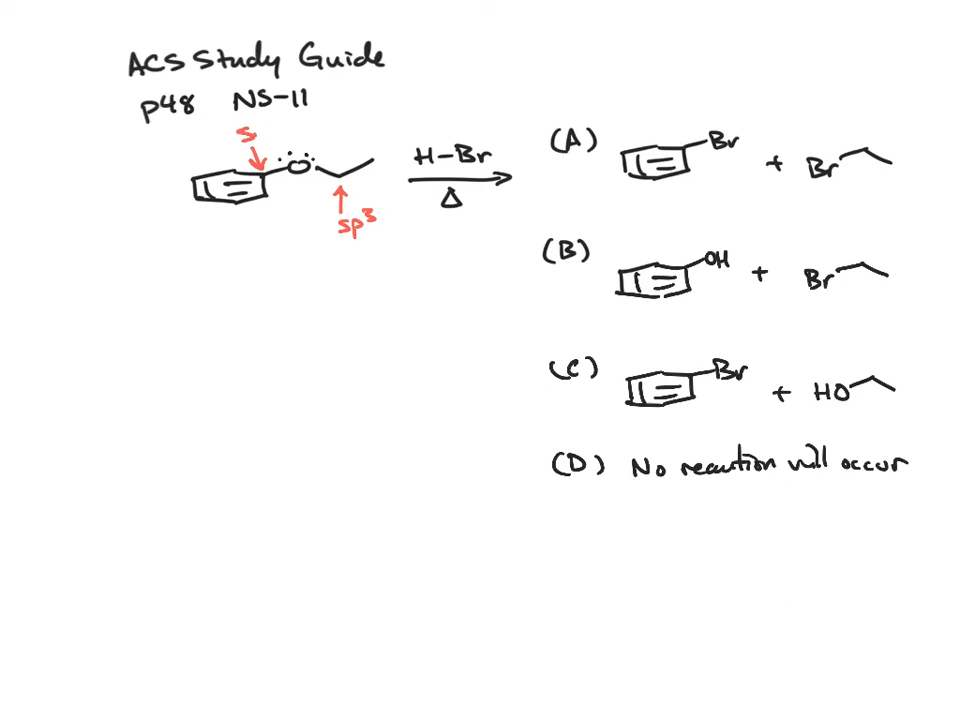 ACS Study Guide
p48 NS-11
S
O
H-Br
Δ
sp³
(A) Br + Br
(B) OH + Br
(C) Br + HO
(D) No reaction will occur